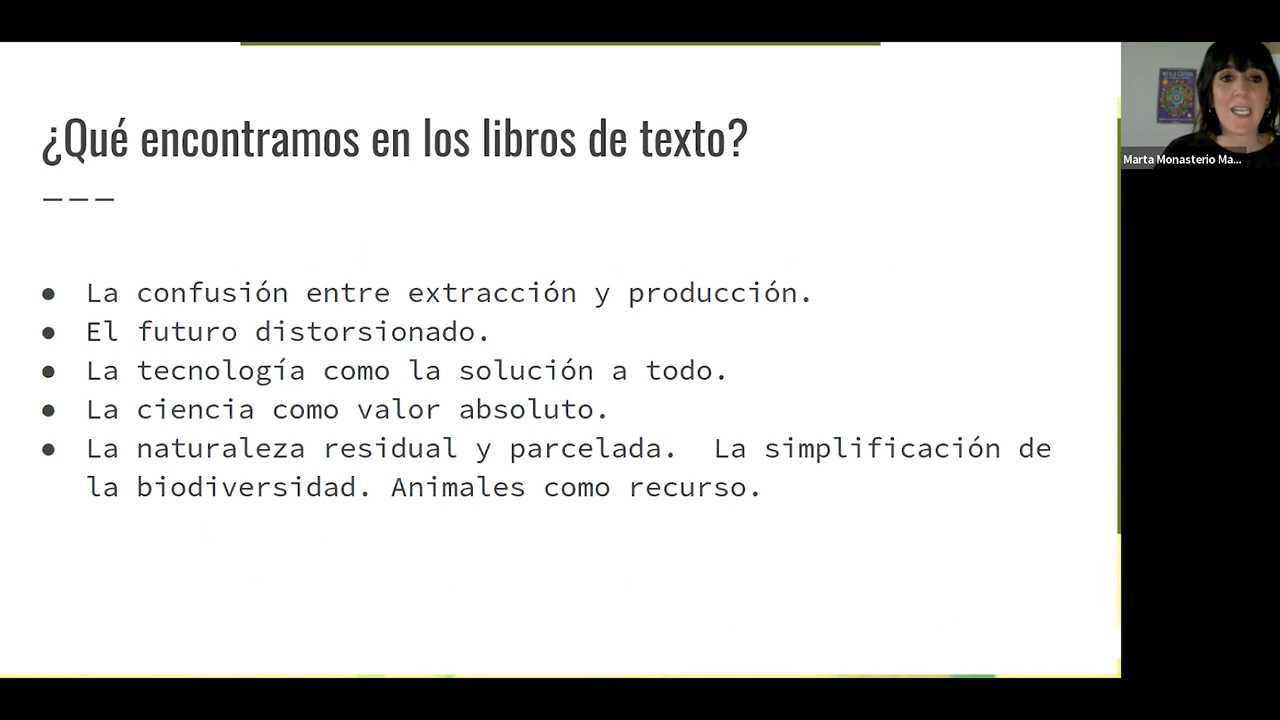 ¿Qué encontramos en los libros de texto?
● La confusión entre extracción y producción.
● El futuro distorsionado.
● La tecnología como la solución a todo.
● La ciencia como valor absoluto.
● La naturaleza residual y parcelada. La simplificación de
la biodiversidad. Animales como recurso.
Marta Monasterio Ma...